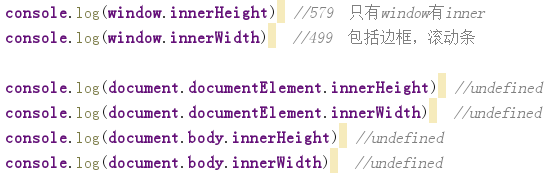 console.log(window.innerHeight) //579 只有window有inner
console.log(window.innerWidth) //499 包括边框，滚动条
console.log(document.documentElement.innerHeight) //undefined
console.log(document.documentElement.innerWidth) //undefined
console.log(document.body.innerHeight) //undefined
console.log(document.body.innerWidth) //undefined